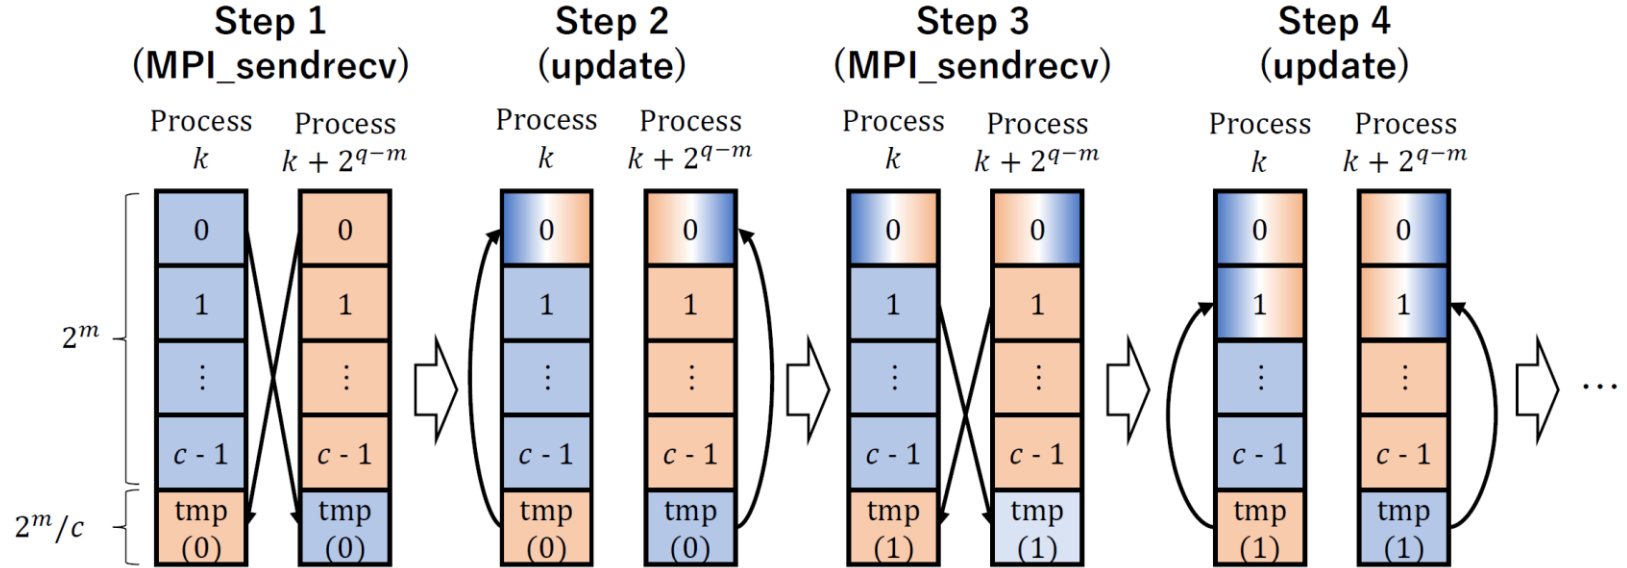 Step 1
(MPI_sendrecv)
Process
k
Process
k + 2^{q−m}
0
1
⋮
c - 1
tmp
(0)
0
1
⋮
c - 1
tmp
(0)
2^m
2^m/c
Step 2
(update)
Process
k
Process
k + 2^{q−m}
0
1
⋮
c - 1
tmp
(0)
0
1
⋮
c - 1
tmp
(0)
Step 3
(MPI_sendrecv)
Process
k
Process
k + 2^{q−m}
0
1
⋮
c - 1
tmp
(1)
0
1
⋮
c - 1
tmp
(1)
Step 4
(update)
Process
k
Process
k + 2^{q−m}
0
1
⋮
c - 1
tmp
(1)
0
1
⋮
c - 1
tmp
(1)
⋯